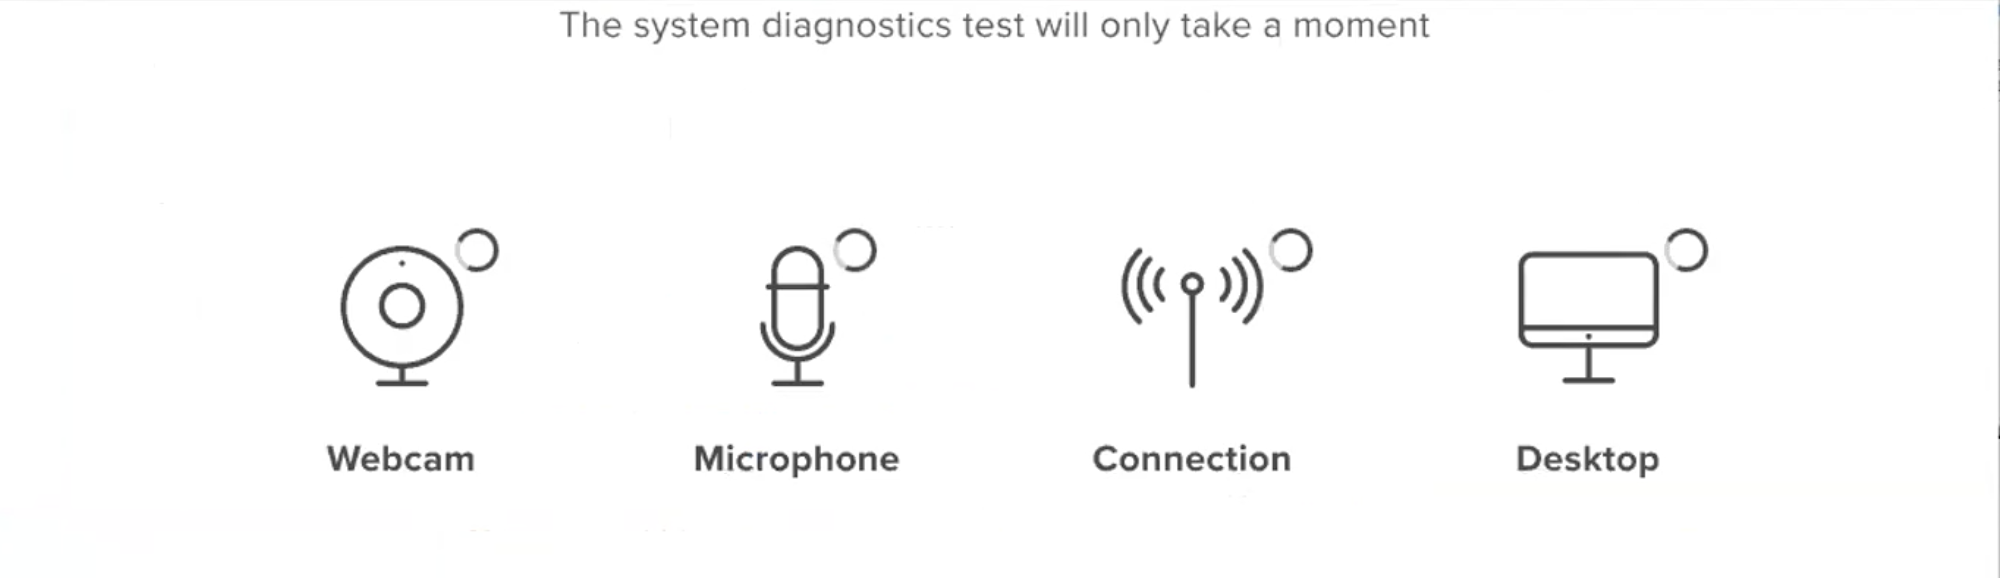 The system diagnostics test will only take a moment
Webcam
Microphone
Connection
Desktop